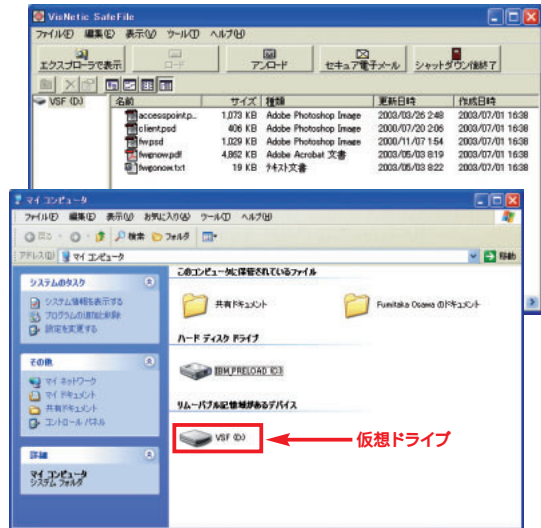 VisNetic SafeFile
ファイル(F) 編集(E) 表示(V) ツール(T) ヘルプ(H)
エクスプローラで表示 ロード アンロード セキュア電子メール シャットダウン/後終了
VSF (D:)
名前 サイズ 種類 更新日時 作成日時
accesspoint.p... 1,073 KB Adobe Photoshop Image 2003/03/26 2:48 2003/07/01 16:38
client.psd 406 KB Adobe Photoshop Image 2000/07/20 2:06 2003/07/01 16:38
fw.psd 1,029 KB Adobe Photoshop Image 2000/11/07 1:54 2003/07/01 16:38
fwgnow.pdf 4,862 KB Adobe Acrobat 文書 2003/05/03 8:19 2003/07/01 16:38
fwgonow.txt 19 KB テキスト文書 2003/05/03 8:22 2003/07/01 16:38
マイ コンピュータ
ファイル(F) 編集(E) 表示(V) お気に入り(A) ツール(T) ヘルプ(H)
戻る 検索 フォルダ
アドレス(D) マイ コンピュータ 移動
システムのタスク
システム情報を表示する
プログラムの追加と削除
設定を変更する
その他
マイ ネットワーク
マイ ドキュメント
共有ドキュメント
コントロール パネル
詳細
マイ コンピュータ
システム フォルダ
このコンピュータに保管されているファイル
共有ドキュメント Fumitaka Osawa のドキュメント
ハード ディスク ドライブ
IBM_PRELOAD (C:)
リムーバブル記憶域があるデバイス
VSF (D:)
仮想ドライブ